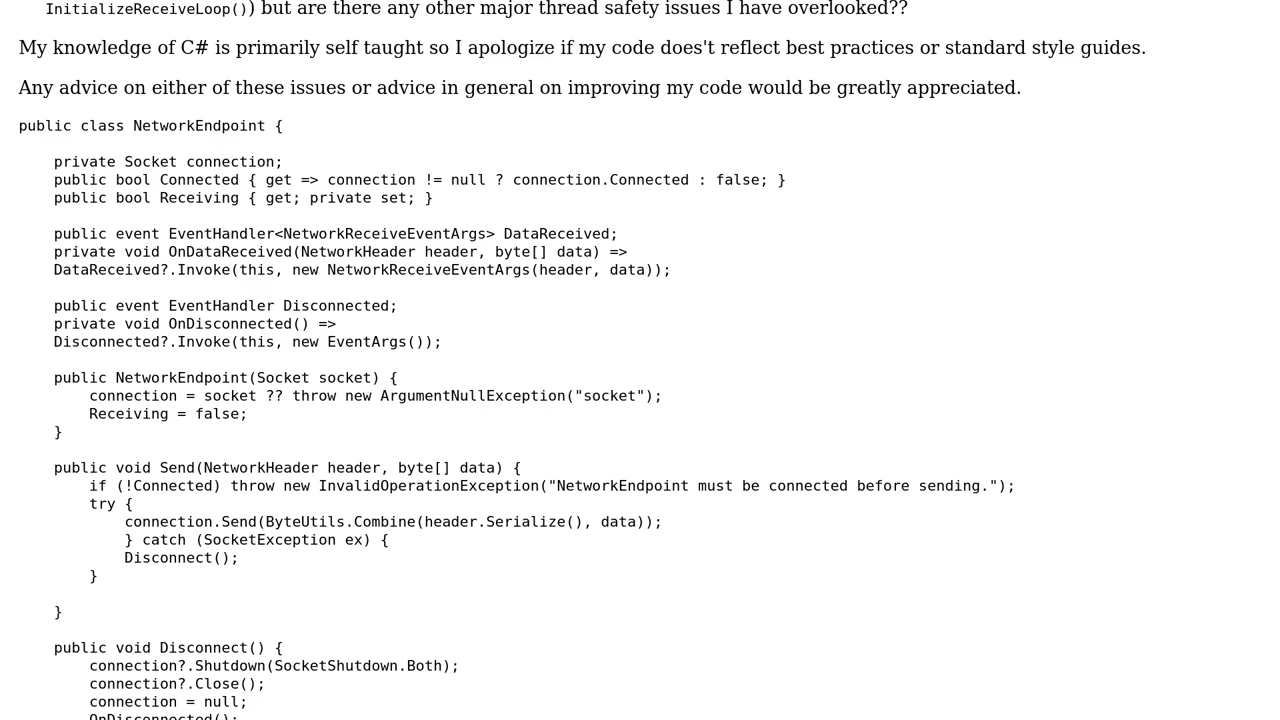 InitializeReceiveLoop()) but are there any other major thread safety issues I have overlooked??
My knowledge of C# is primarily self taught so I apologize if my code does't reflect best practices or standard style guides.
Any advice on either of these issues or advice in general on improving my code would be greatly appreciated.
public class NetworkEndpoint {
    private Socket connection;
    public bool Connected { get => connection != null ? connection.Connected : false; }
    public bool Receiving { get; private set; }
    public event EventHandler<NetworkReceiveEventArgs> DataReceived;
    private void OnDataReceived(NetworkHeader header, byte[] data) =>
    DataReceived?.Invoke(this, new NetworkReceiveEventArgs(header, data));
    public event EventHandler Disconnected;
    private void OnDisconnected() =>
    Disconnected?.Invoke(this, new EventArgs());
    public NetworkEndpoint(Socket socket) {
        connection = socket ?? throw new ArgumentNullException("socket");
        Receiving = false;
    }
    public void Send(NetworkHeader header, byte[] data) {
        if (!Connected) throw new InvalidOperationException("NetworkEndpoint must be connected before sending.");
        try {
            connection.Send(ByteUtils.Combine(header.Serialize(), data));
            } catch (SocketException ex) {
            Disconnect();
        }
    }
    public void Disconnect() {
        connection?.Shutdown(SocketShutdown.Both);
        connection?.Close();
        connection = null;
        OnDisconnected();